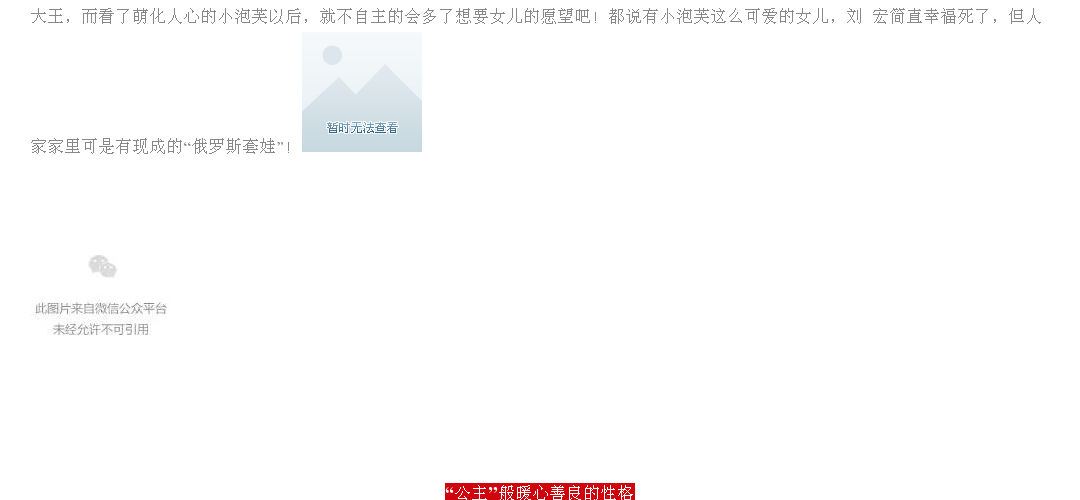 大王，而看了萌化人心的小泡芙以后，就不自主的会多了想要女儿的愿望吧！都说有小泡芙这么可爱的女儿，刘 宏简直幸福死了，但人
暂时无法查看
家家里可是有现成的“俄罗斯套娃”！
此图片来自微信公众平台
未经允许不可引用
“公主”般暖心善良的性格